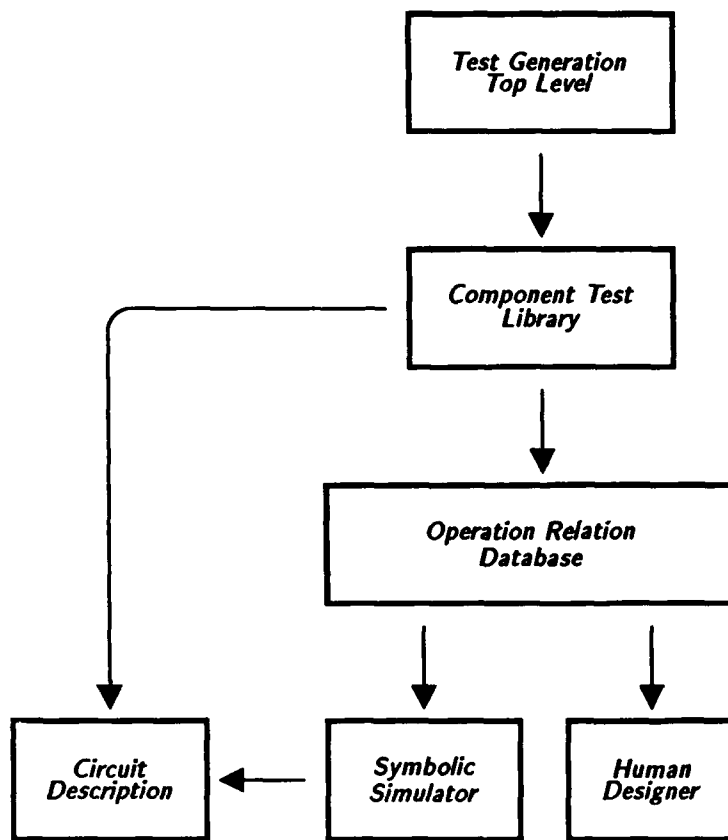 Test Generation
Top Level
Component Test
Library
Operation Relation
Database
Circuit
Description
Symbolic
Simulator
Human
Designer